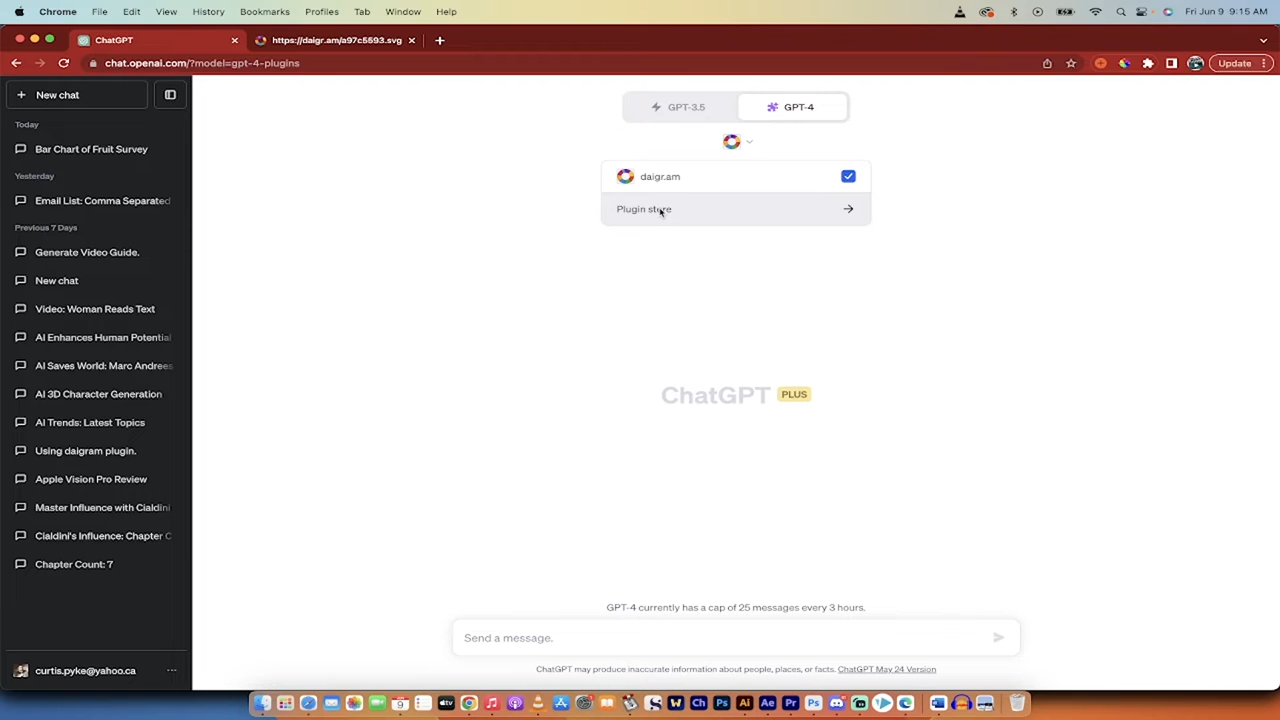 Chrome File Edit View History Bookmarks Profiles Tab Window Help Fri Jun 9 9:15 AM
ChatGPT https://daigr.am/a97c5593.svg
chat.openai.com/?model=gpt-4-plugins Update
New chat
Today
Bar Chart of Fruit Survey
Yesterday
Email List: Comma Separated
Previous 7 Days
Generate Video Guide.
New chat
Video: Woman Reads Text
AI Enhances Human Potential
AI Saves World: Marc Andrees
AI 3D Character Generation
AI Trends: Latest Topics
Using daigram plugin.
Apple Vision Pro Review
Master Influence with Cialdini
Cialdini's Influence: Chapter C
Chapter Count: 7
curtis.pyke@yahoo.ca
GPT-3.5 GPT-4
daigr.am
Plugin store
ChatGPT PLUS
GPT-4 currently has a cap of 25 messages every 3 hours.
Send a message.
ChatGPT may produce inaccurate information about people, places, or facts. ChatGPT May 24 Version